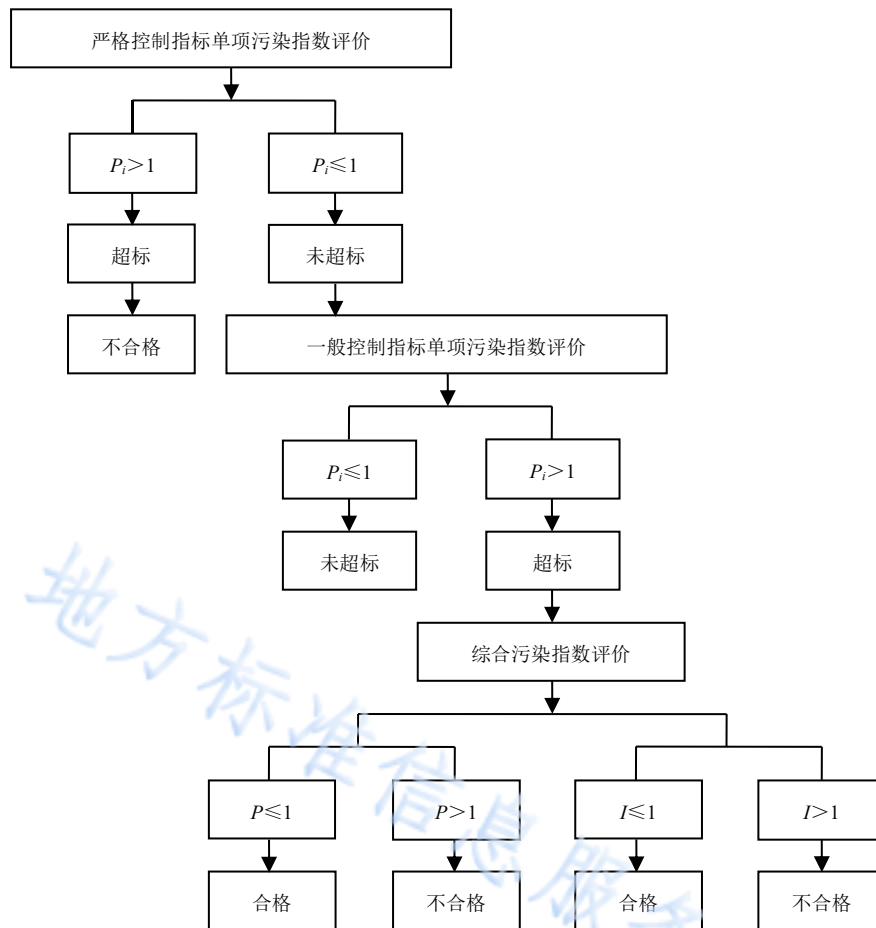 严格控制指标单项污染指数评价
Pi＞1
Pi≤1
超标
未超标
不合格
一般控制指标单项污染指数评价
Pi≤1
Pi＞1
未超标
超标
综合污染指数评价
P≤1
P＞1
I≤1
I＞1
合格
不合格
合格
不合格
地方标准信息服务